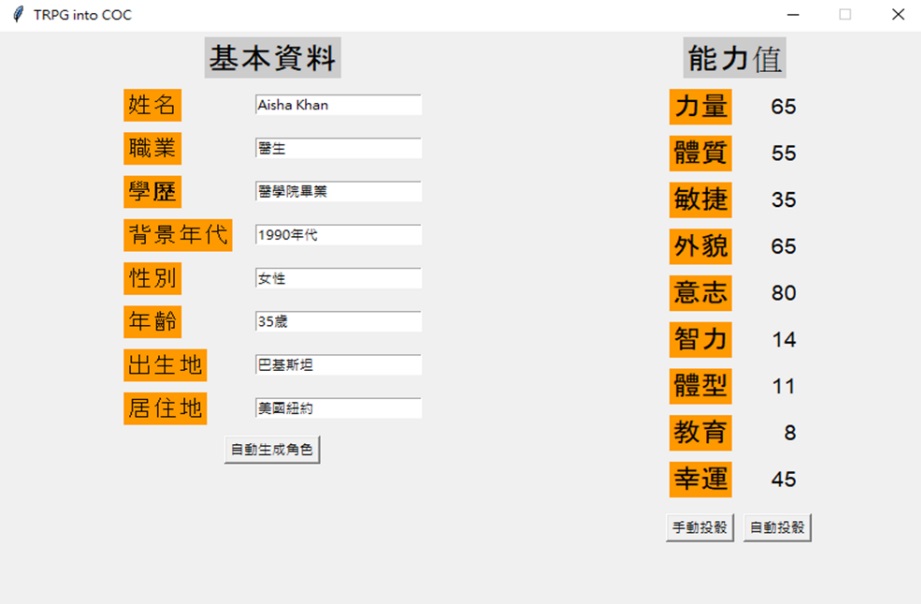 TRPG into COC
基本資料
姓名 Aisha Khan
職業 醫生
學歷 醫學院畢業
背景年代 1990年代
性別 女性
年齡 35歲
出生地 巴基斯坦
居住地 美國紐約
自動生成角色
能力值
力量 65
體質 55
敏捷 35
外貌 65
意志 80
智力 14
體型 11
教育 8
幸運 45
手動投骰 自動投骰